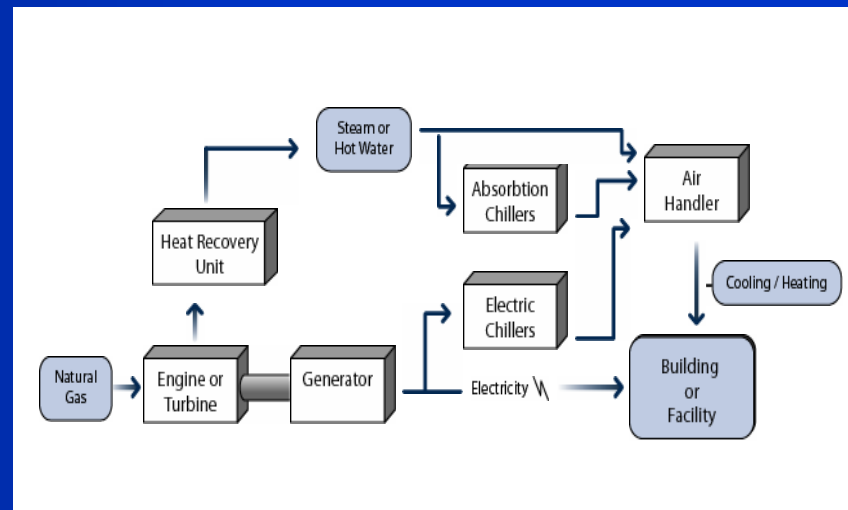 Steam or
Hot Water
Absorbtion
Chillers
Air
Handler
Heat Recovery
Unit
Cooling / Heating
Electric
Chillers
Natural
Gas
Engine or
Turbine
Generator
Electricity
Building
or
Facility